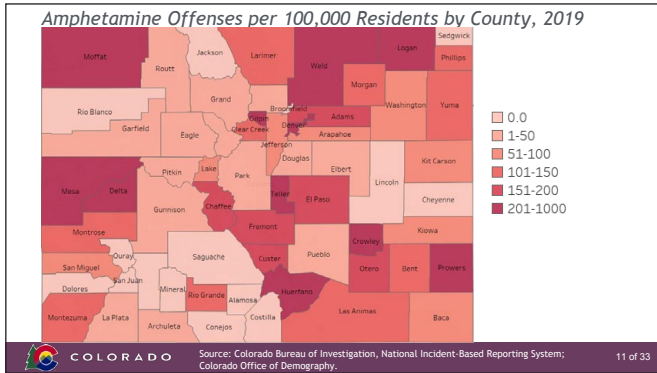 Amphetamine Offenses per 100,000 Residents by County, 2019
Sedgwick
Jackson
Logan
Moffat
Larimer
Phillips
Routt
Weld
Morgan
Grand
Washington
Yuma
Rio Blanco
Broomfield
Gilpin
Adams
Garfield
Denver
Clear Creek
Eagle
Arapahoe
Jefferson
Kit Carson
Lake
Douglas
Elbert
Pitkin
Park
Lincoln
Mesa
Delta
Teller
El Paso
Cheyenne
Chaffee
Gunnison
Fremont
Kiowa
Montrose
Crowley
Pueblo
Ouray
Saguache
Custer
San Miguel
Otero
Bent
Prowers
San Juan
Dolores
Mineral
Rio Grande
Alamosa
Huerfano
Montezuma
La Plata
Las Animas
Baca
Costilla
Archuleta
Conejos
0.0
1-50
51-100
101-150
151-200
201-1000
COLORADO
Source: Colorado Bureau of Investigation, National Incident-Based Reporting System;
Colorado Office of Demography.
11 of 33